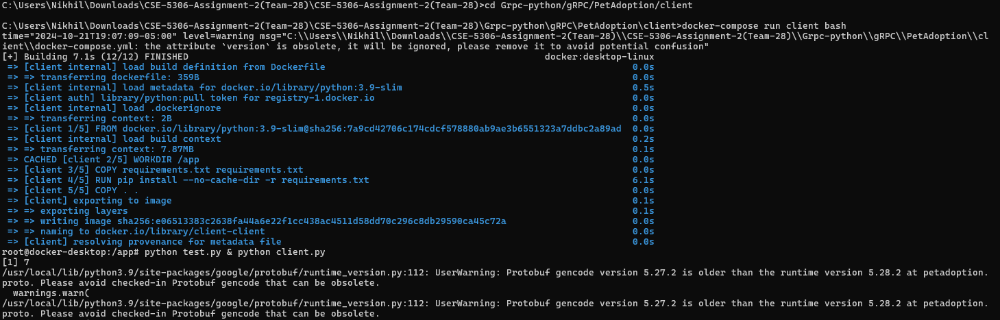 C:\Users\Nikhil\Downloads\CSE-5306-Assignment-2(Team-28)\CSE-5306-Assignment-2(Team-28)>cd Grpc-python/gRPC/PetAdoption/client
C:\Users\Nikhil\Downloads\CSE-5306-Assignment-2(Team-28)\CSE-5306-Assignment-2(Team-28)\Grpc-python\gRPC\PetAdoption\client>docker-compose run client bash
time="2024-10-21T19:07:09-05:00" level=warning msg="C:\\Users\\Nikhil\\Downloads\\CSE-5306-Assignment-2(Team-28)\\CSE-5306-Assignment-2(Team-28)\\Grpc-python\\gRPC\\PetAdoption\\cl
ient\\docker-compose.yml: the attribute `version` is obsolete, it will be ignored, please remove it to avoid potential confusion"
[+] Building 7.1s (12/12) FINISHED docker:desktop-linux
=> [client internal] load build definition from Dockerfile 0.0s
=> => transferring dockerfile: 359B 0.0s
=> [client internal] load metadata for docker.io/library/python:3.9-slim 0.5s
=> [client auth] library/python:pull token for registry-1.docker.io 0.0s
=> [client internal] load .dockerignore 0.0s
=> => transferring context: 2B 0.0s
=> [client 1/5] FROM docker.io/library/python:3.9-slim@sha256:7a9cd42706c174cdcf578880ab9ae3b6551323a7ddbc2a89ad 0.0s
=> [client internal] load build context 0.2s
=> => transferring context: 7.87MB 0.1s
=> CACHED [client 2/5] WORKDIR /app 0.0s
=> [client 3/5] COPY requirements.txt requirements.txt 0.0s
=> [client 4/5] RUN pip install --no-cache-dir -r requirements.txt 6.1s
=> [client 5/5] COPY . . 0.0s
=> [client] exporting to image 0.1s
=> => exporting layers 0.1s
=> => writing image sha256:e06513383c2638fa44a6e22f1cc438ac4511d58dd70c296c8db29590ca45c72a 0.0s
=> => naming to docker.io/library/client-client 0.0s
=> [client] resolving provenance for metadata file 0.0s
root@docker-desktop:/app# python test.py & python client.py
[1] 7
/usr/local/lib/python3.9/site-packages/google/protobuf/runtime_version.py:112: UserWarning: Protobuf gencode version 5.27.2 is older than the runtime version 5.28.2 at petadoption.
proto. Please avoid checked-in Protobuf gencode that can be obsolete.
warnings.warn(
/usr/local/lib/python3.9/site-packages/google/protobuf/runtime_version.py:112: UserWarning: Protobuf gencode version 5.27.2 is older than the runtime version 5.28.2 at petadoption.
proto. Please avoid checked-in Protobuf gencode that can be obsolete.